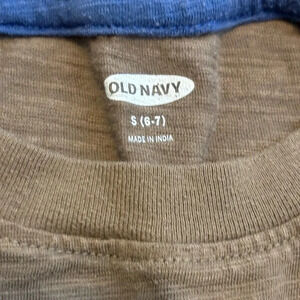 OLD NAVY
S (6-7)
MADE IN INDIA